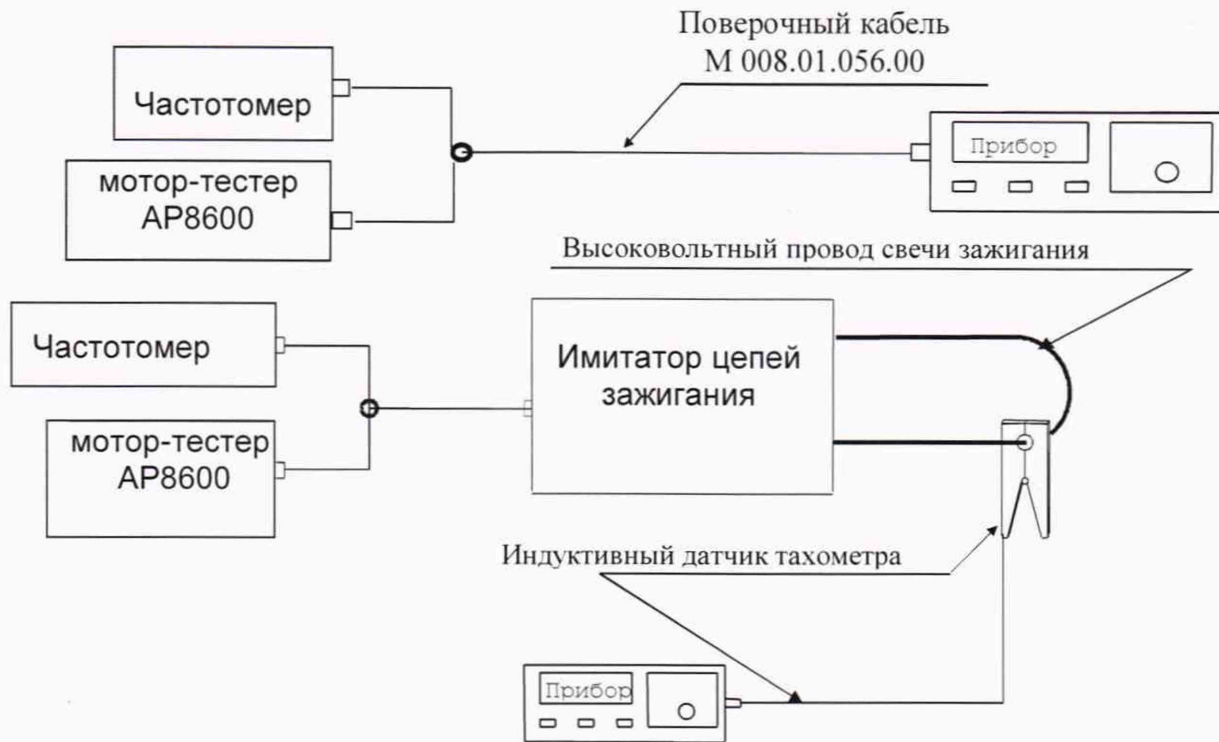 Поверочный кабель
М 008.01.056.00
Частотомер
Прибор
мотор-тестер
АР8600
Высоковольтный провод свечи зажигания
Частотомер
Имитатор цепей
зажигания
мотор-тестер
АР8600
Индуктивный датчик тахометра
Прибор